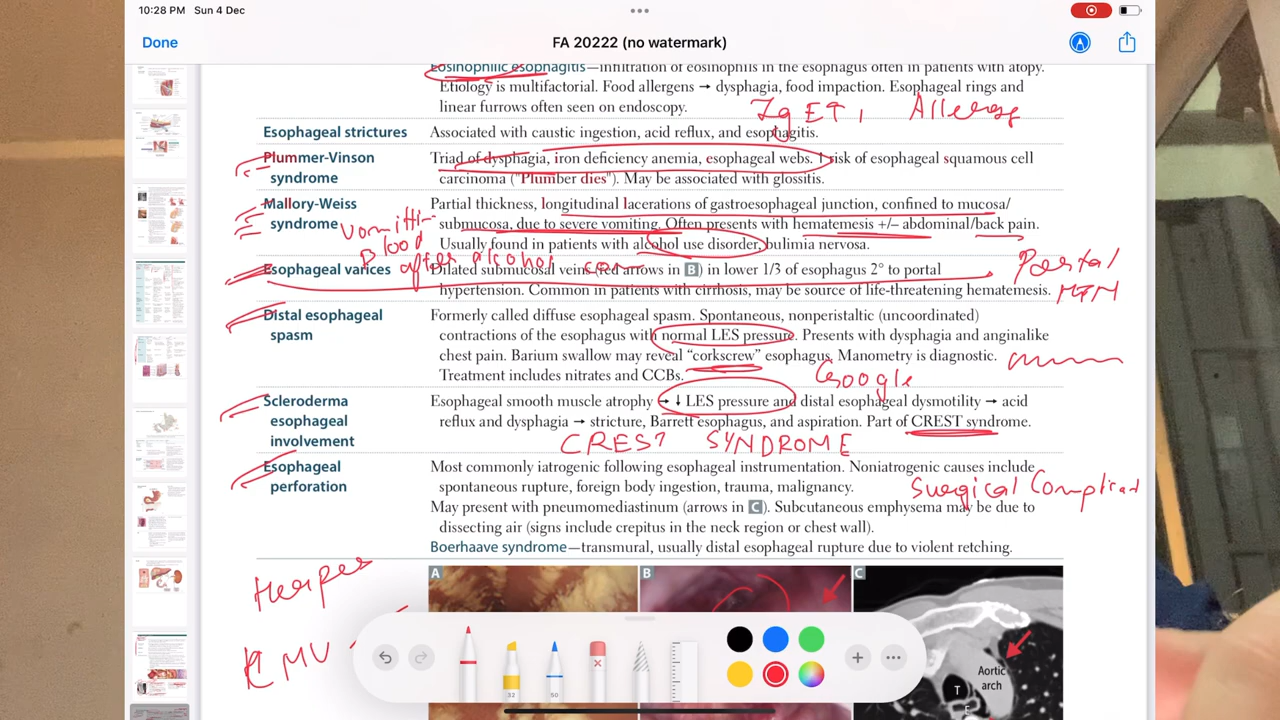 10:28 PM Sun 4 Dec
Done
FA 20222 (no watermark)
Eosinophilic esophagitis—infiltration of eosinophils in the esophagus often in patients with atopy.
Etiology is multifactorial. Food allergens → dysphagia, food impaction. Esophageal rings and
linear furrows often seen on endoscopy.
IgE T, Allergy
Esophageal strictures
Associated with caustic ingestion, acid reflux, and esophagitis.
Plummer-Vinson
syndrome
Triad of dysphagia, iron deficiency anemia, esophageal webs. ↑ risk of esophageal squamous cell
carcinoma ("Plumber dies"). May be associated with glossitis.
Mallory-Weiss
syndrome
Partial thickness, longitudinal lacerations of gastroesophageal junction, confined to mucosa/
submucosa due to severe vomiting. Often presents with hematemesis +/– abdominal/back pain.
Usually found in patients with alcohol use disorder, bulimia nervosa.
Blood
after alcohol
Esophageal varices
Dilated submucosal veins (red arrows in B) in lower 1/3 of esophagus 2° to portal
hypertension. Common in patients with cirrhosis, may be source of life-threatening hematemesis.
Portal
HTN
Distal esophageal
spasm
Formerly called diffuse esophageal spasm. Spontaneous, nonperistaltic (uncoordinated)
contractions of the esophagus with normal LES pressure. Presents with dysphagia and anginalike
chest pain. Barium swallow may reveal “corkscrew” esophagus. Manometry is diagnostic.
Treatment includes nitrates and CCBs.
Google
Scleroderma
esophageal
involvement
Esophageal smooth muscle atrophy → ↓ LES pressure and distal esophageal dysmotility → acid
reflux and dysphagia → stricture, Barrett esophagus, and aspiration. Part of CREST syndrome.
CREST SYNDROME
Esophageal
perforation
Most commonly iatrogenic following esophageal instrumentation. Noniatrogenic causes include
spontaneous rupture, foreign body ingestion, trauma, malignancy.
May present with pneumomediastinum (arrows in C). Subcutaneous emphysema may be due to
dissecting air (signs include crepitus in the neck region or chest wall).
Boerhaave syndrome—transmural, usually distal esophageal rupture due to violent retching.
Surgical
Herpes
CMV
A
B
C
Aortic
arch
T
E
32
50